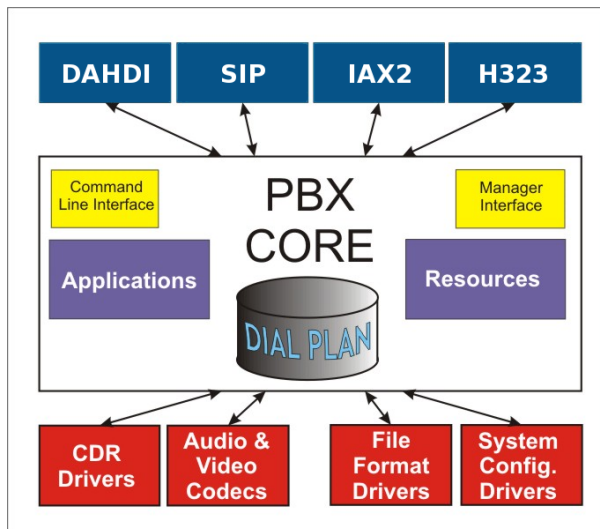 DAHDI
SIP
IAX2
H323
Command
Line Interface
PBX
CORE
Manager
Interface
Applications
Resources
DIAL PLAN
CDR
Drivers
Audio &
Video
Codecs
File
Format
Drivers
System
Config.
Drivers